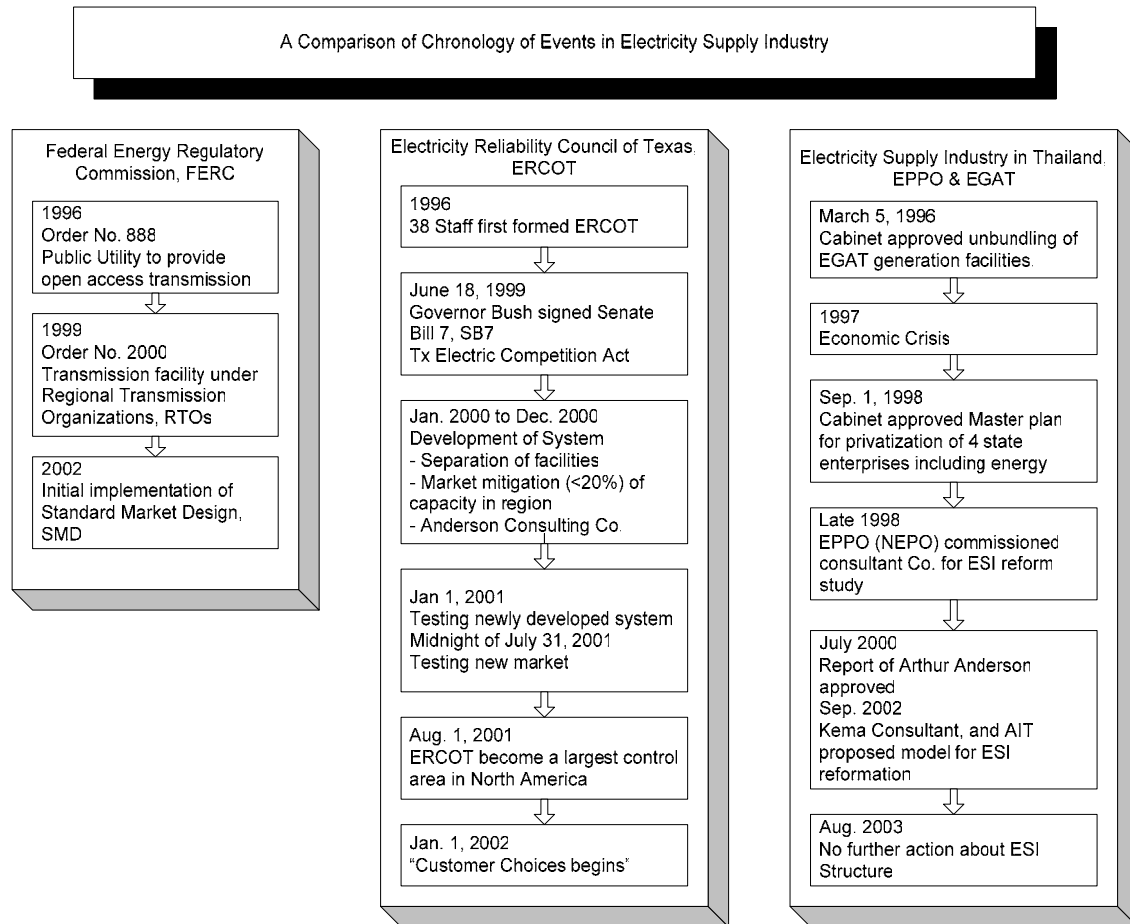 A Comparison of Chronology of Events in Electricity Supply Industry
Federal Energy Regulatory
Commission, FERC
1996
Order No. 888
Public Utility to provide
open access transmission
1999
Order No. 2000
Transmission facility under
Regional Transmission
Organizations, RTOs
2002
Initial implementation of
Standard Market Design,
SMD
Electricity Reliability Council of Texas,
ERCOT
1996
38 Staff first formed ERCOT
June 18, 1999
Governor Bush signed Senate
Bill 7, SB7
Tx Electric Competition Act
Jan. 2000 to Dec. 2000
Development of System
- Separation of facilities
- Market mitigation (<20%) of
capacity in region
- Anderson Consulting Co.
Jan 1, 2001
Testing newly developed system
Midnight of July 31, 2001
Testing new market
Aug. 1, 2001
ERCOT become a largest control
area in North America
Jan. 1, 2002
“Customer Choices begins”
Electricity Supply Industry in Thailand,
EPPO & EGAT
March 5, 1996
Cabinet approved unbundling of
EGAT generation facilities.
1997
Economic Crisis
Sep. 1, 1998
Cabinet approved Master plan
for privatization of 4 state
enterprises including energy
Late 1998
EPPO (NEPO) commissioned
consultant Co. for ESI reform
study
July 2000
Report of Arthur Anderson
approved
Sep. 2002
Kema Consultant, and AIT
proposed model for ESI
reformation
Aug. 2003
No further action about ESI
Structure